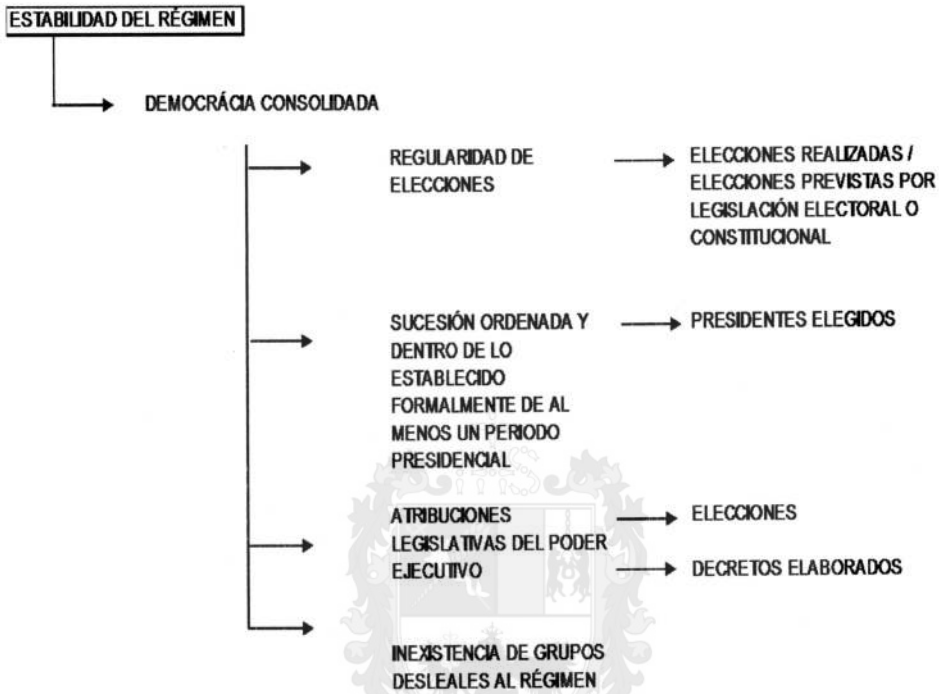 ESTABILIDAD DEL RÉGIMEN
DEMOCRÁCIA CONSOLIDADA
REGULARIDAD DE
ELECCIONES
ELECCIONES REALIZADAS /
ELECCIONES PREVISTAS POR
LEGISLACIÓN ELECTORAL O
CONSTITUCIONAL
SUCESIÓN ORDENADA Y
DENTRO DE LO
ESTABLECIDO
FORMALMENTE DE AL
MENOS UN PERIODO
PRESIDENCIAL
PRESIDENTES ELEGIDOS
ATRIBUCIONES
LEGISLATIVAS DEL PODER
EJECUTIVO
ELECCIONES
DECRETOS ELABORADOS
INEXISTENCIA DE GRUPOS
DESLEALES AL RÉGIMEN